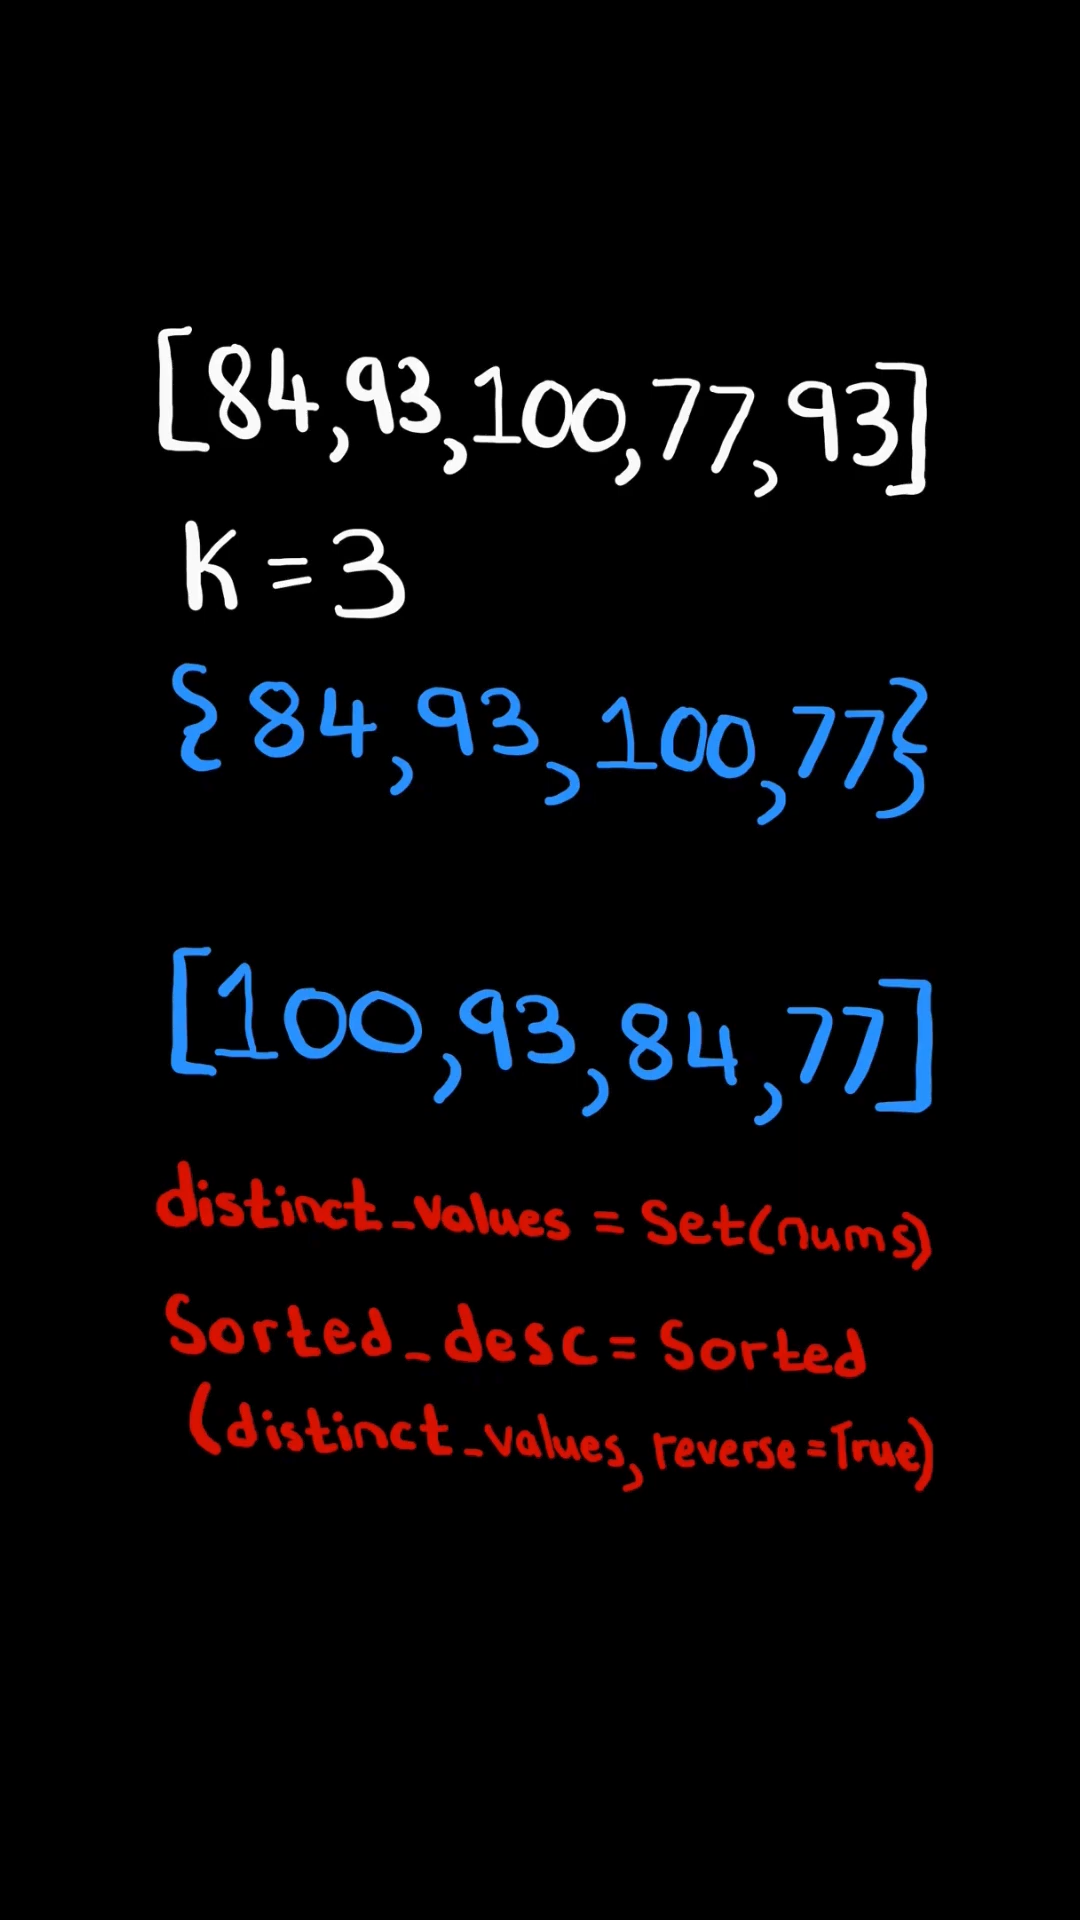 [84,93,100,77,93]
K=3
{84,93,100,77}
[100,93,84,77]
distinct_values = Set(nums)
Sorted_desc = Sorted
(distinct_values, reverse=True)